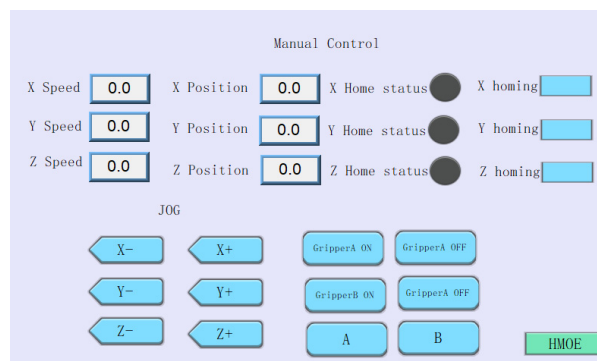 Manual Control
X Speed 0.0 X Position 0.0 X Home status X homing
Y Speed 0.0 Y Position 0.0 Y Home status Y homing
Z Speed 0.0 Z Position 0.0 Z Home status Z homing
JOG
X- X+ GripperA ON GripperA OFF
Y- Y+ GripperB ON GripperA OFF
Z- Z+ A B
HMOE